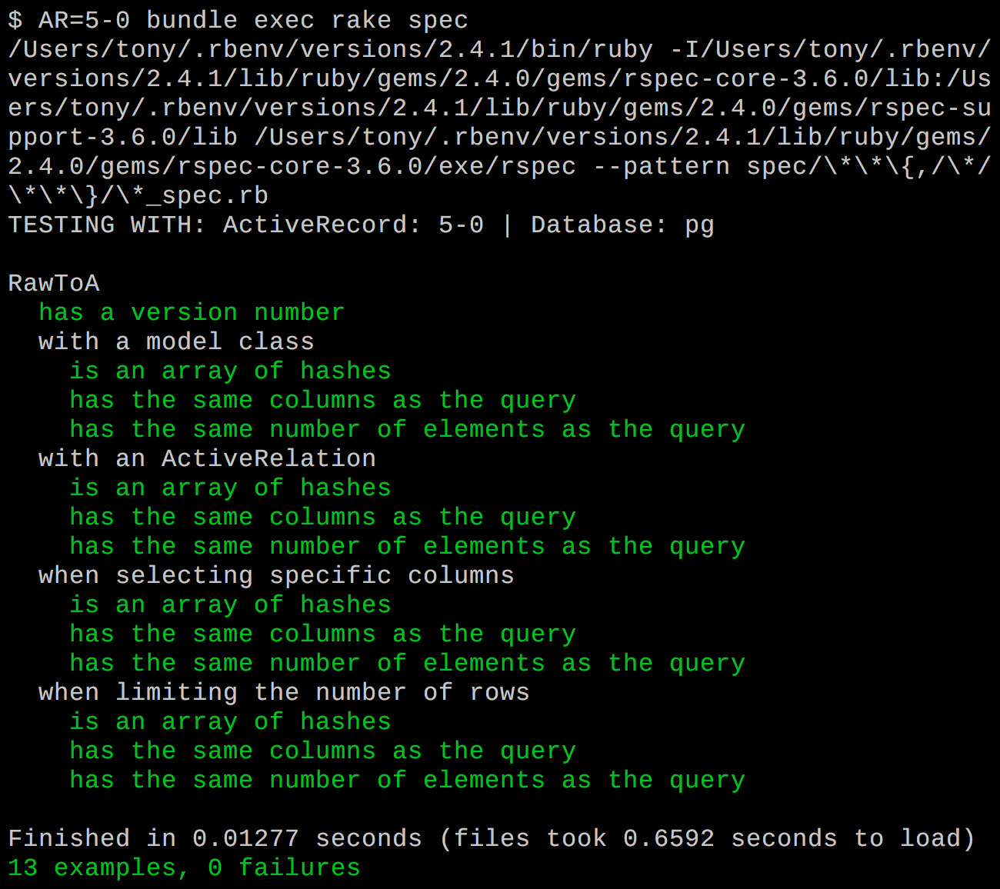 $ AR=5-0 bundle exec rake spec
/Users/tony/.rbenv/versions/2.4.1/bin/ruby -I/Users/tony/.rbenv/
versions/2.4.1/lib/ruby/gems/2.4.0/gems/rspec-core-3.6.0/lib:/Us
ers/tony/.rbenv/versions/2.4.1/lib/ruby/gems/2.4.0/gems/rspec-su
pport-3.6.0/lib /Users/tony/.rbenv/versions/2.4.1/lib/ruby/gems/
2.4.0/gems/rspec-core-3.6.0/exe/rspec --pattern spec/\*\*\{,/\*/
\*\*\}/\*_spec.rb
TESTING WITH: ActiveRecord: 5-0 | Database: pg

RawToA
  has a version number
  with a model class
    is an array of hashes
    has the same columns as the query
    has the same number of elements as the query
  with an ActiveRelation
    is an array of hashes
    has the same columns as the query
    has the same number of elements as the query
  when selecting specific columns
    is an array of hashes
    has the same columns as the query
    has the same number of elements as the query
  when limiting the number of rows
    is an array of hashes
    has the same columns as the query
    has the same number of elements as the query

Finished in 0.01277 seconds (files took 0.6592 seconds to load)
13 examples, 0 failures